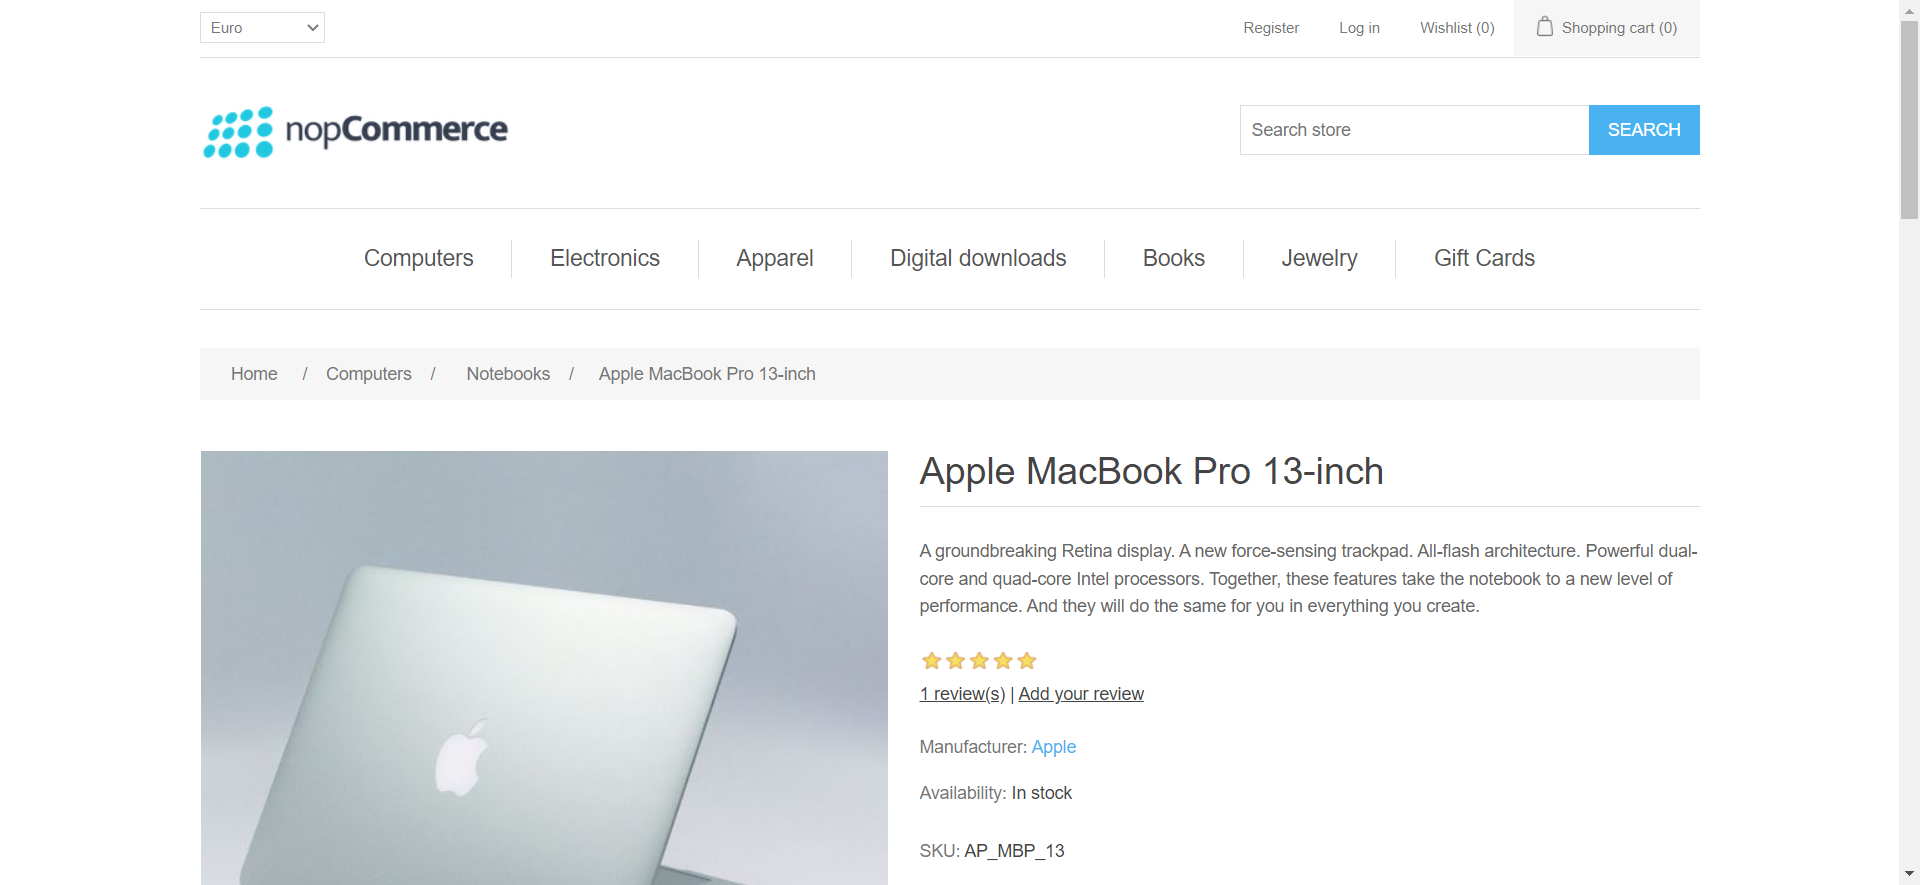 Euro
Register
Log in
Wishlist (0)
Shopping cart (0)
nopCommerce
Search store
SEARCH
Computers
Electronics
Apparel
Digital downloads
Books
Jewelry
Gift Cards
Home / Computers / Notebooks / Apple MacBook Pro 13-inch
Apple MacBook Pro 13-inch
A groundbreaking Retina display. A new force-sensing trackpad. All-flash architecture. Powerful dual-
core and quad-core Intel processors. Together, these features take the notebook to a new level of
performance. And they will do the same for you in everything you create.
1 review(s) | Add your review
Manufacturer: Apple
Availability: In stock
SKU: AP_MBP_13